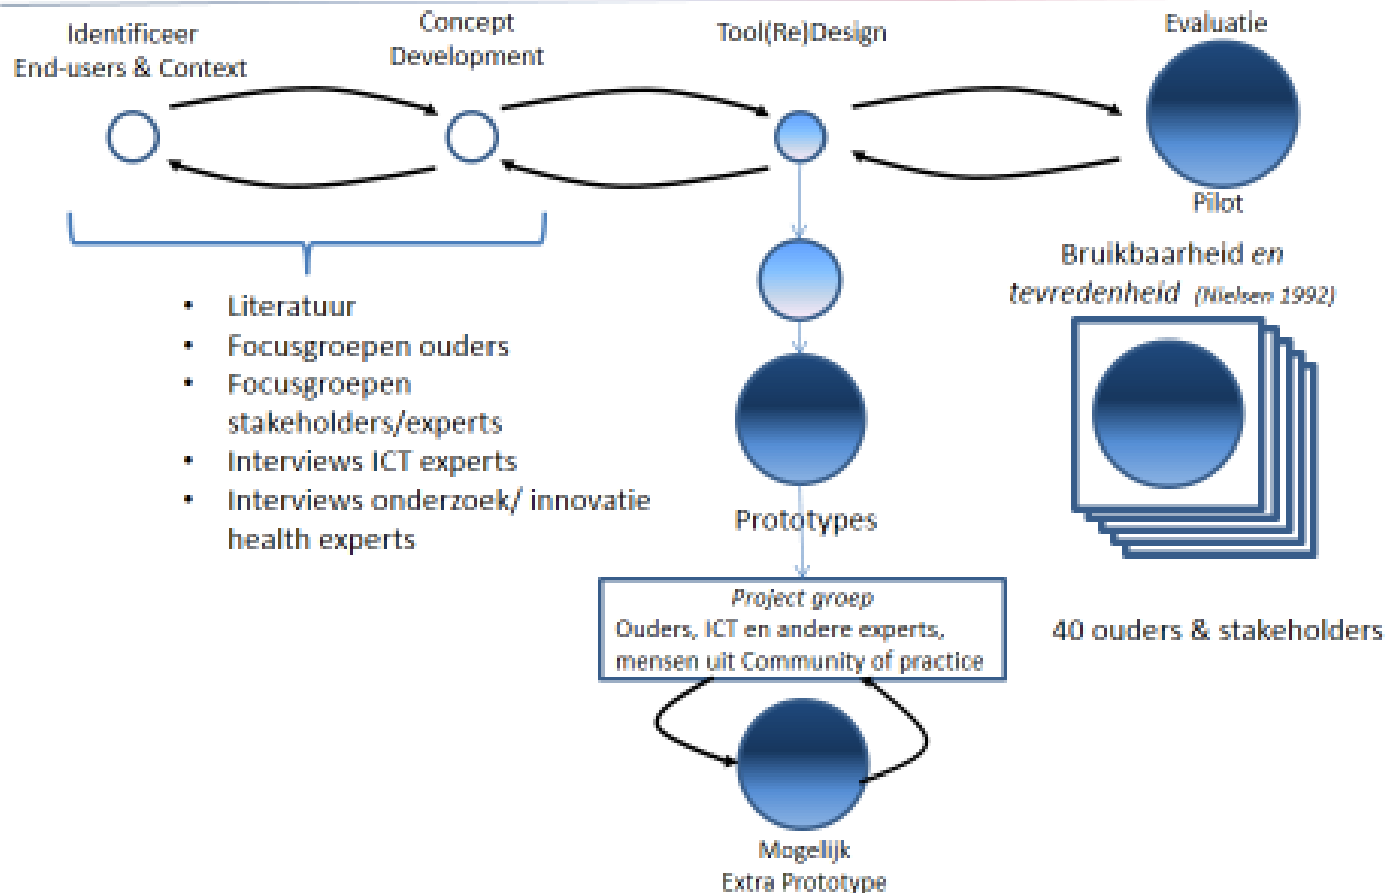 Identificeer
End-users & Context
Concept
Development
Tool(Re)Design
Evaluatie
Pilot
Bruikbaarheid en
tevredenheid (Nielsen 1992)
• Literatuur
• Focusgroepen ouders
• Focusgroepen
stakeholders/experts
• Interviews ICT experts
• Interviews onderzoek/ innovatie
health experts
Prototypes
Project groep
Ouders, ICT en andere experts,
mensen uit Community of practice
40 ouders & stakeholders
Mogelijk
Extra Prototype